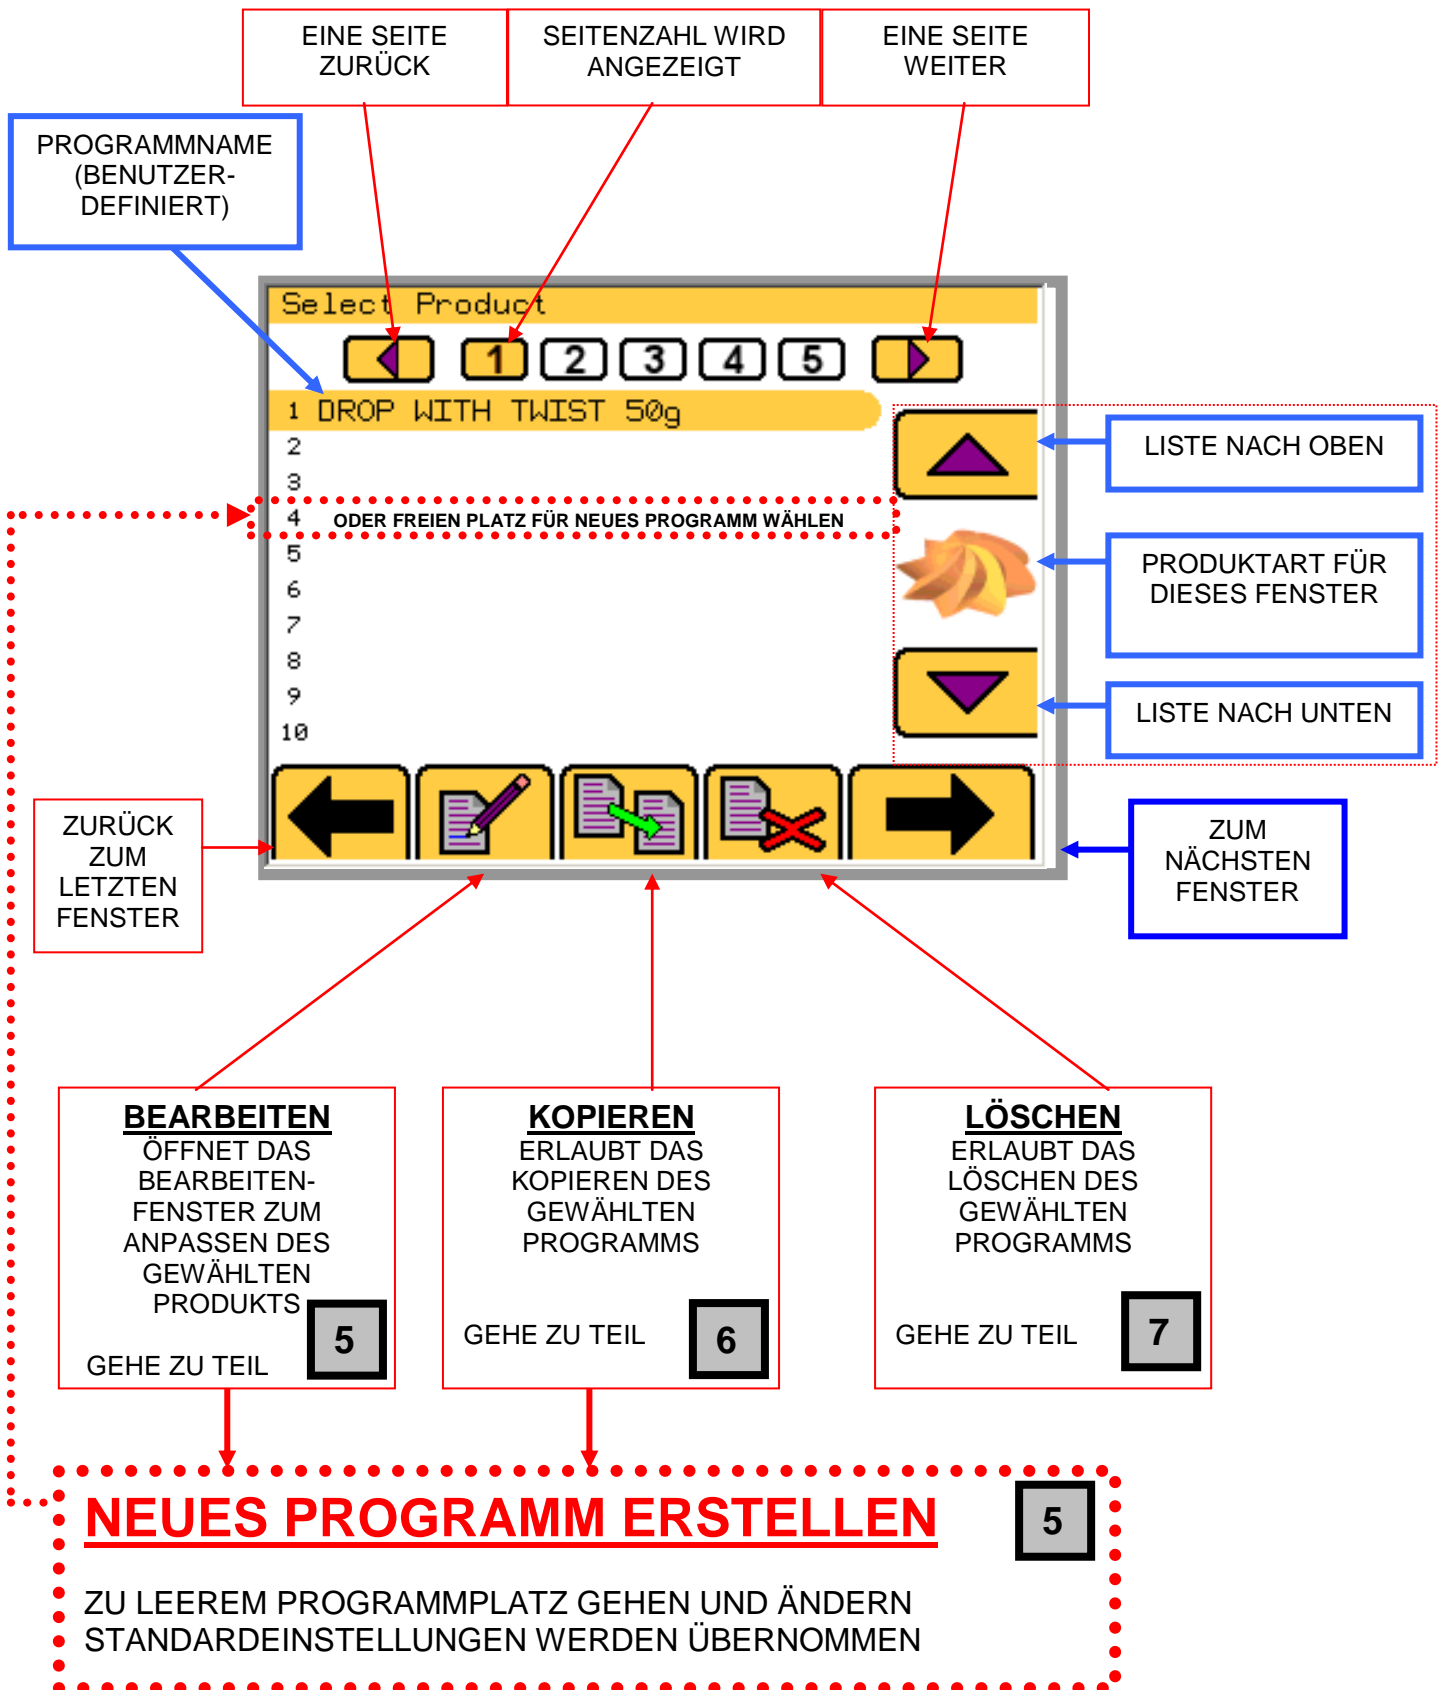 EINE SEITE
ZURÜCK
SEITENZAHL WIRD
ANGEZEIGT
EINE SEITE
WEITER
PROGRAMMNAME
(BENUTZER-
DEFINIERT)
Select Product
1 2 3 4 5
1 DROP WITH TWIST 50g
2
3
4 ODER FREIEN PLATZ FÜR NEUES PROGRAMM WÄHLEN
5
6
7
8
9
10
LISTE NACH OBEN
PRODUKTART FÜR
DIESES FENSTER
LISTE NACH UNTEN
ZURÜCK
ZUM
LETZTEN
FENSTER
ZUM
NÄCHSTEN
FENSTER
BEARBEITEN
ÖFFNET DAS
BEARBEITEN-
FENSTER ZUM
ANPASSEN DES
GEWÄHLTEN
PRODUKTS
GEHE ZU TEIL 5
KOPIEREN
ERLAUBT DAS
KOPIEREN DES
GEWÄHLTEN
PROGRAMMS
GEHE ZU TEIL 6
LÖSCHEN
ERLAUBT DAS
LÖSCHEN DES
GEWÄHLTEN
PROGRAMMS
GEHE ZU TEIL 7
NEUES PROGRAMM ERSTELLEN 5
ZU LEEREM PROGRAMMPLATZ GEHEN UND ÄNDERN
STANDARDEINSTELLUNGEN WERDEN ÜBERNOMMEN